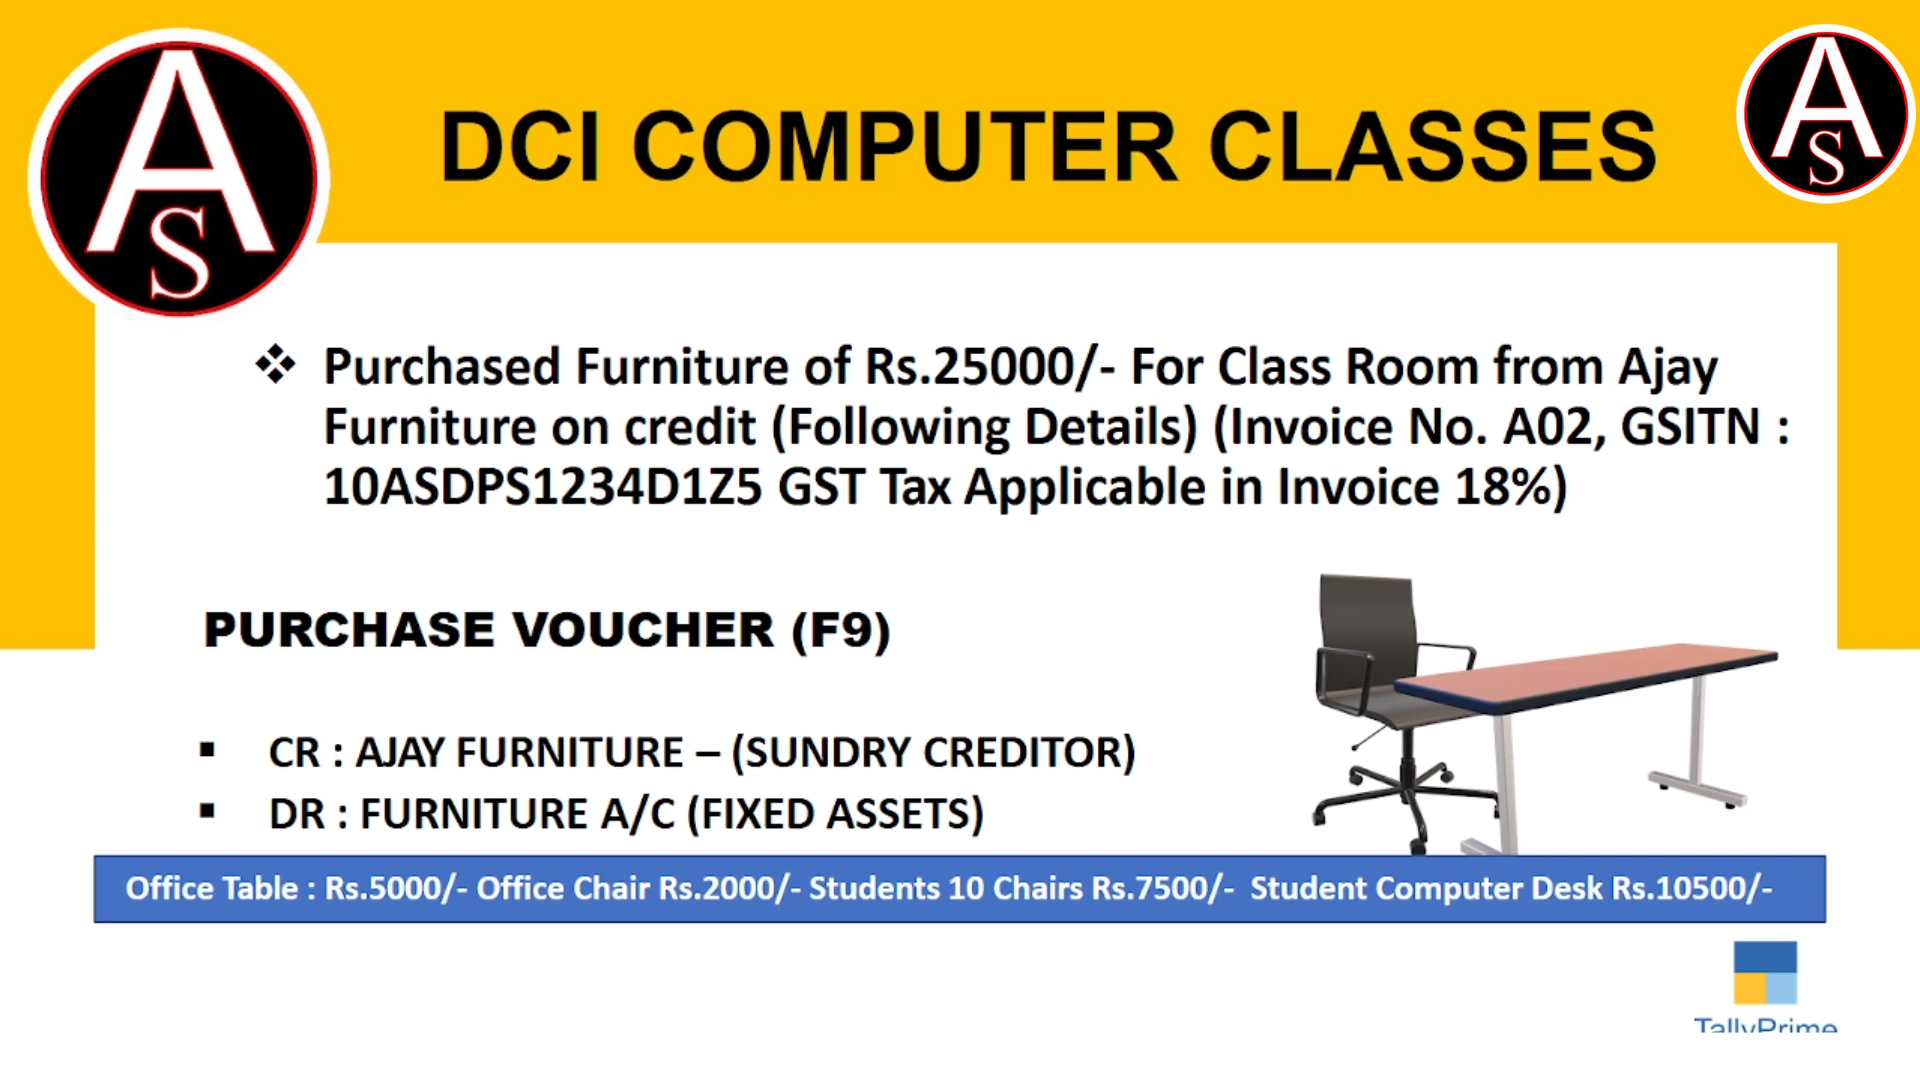 A
S
DCI COMPUTER CLASSES
A
S
❖ Purchased Furniture of Rs.25000/- For Class Room from Ajay
Furniture on credit (Following Details) (Invoice No. A02, GSITN :
10ASDPS1234D1Z5 GST Tax Applicable in Invoice 18%)
PURCHASE VOUCHER (F9)
▪ CR : AJAY FURNITURE – (SUNDRY CREDITOR)
▪ DR : FURNITURE A/C (FIXED ASSETS)
Office Table : Rs.5000/- Office Chair Rs.2000/- Students 10 Chairs Rs.7500/- Student Computer Desk Rs.10500/-
TallyPrime